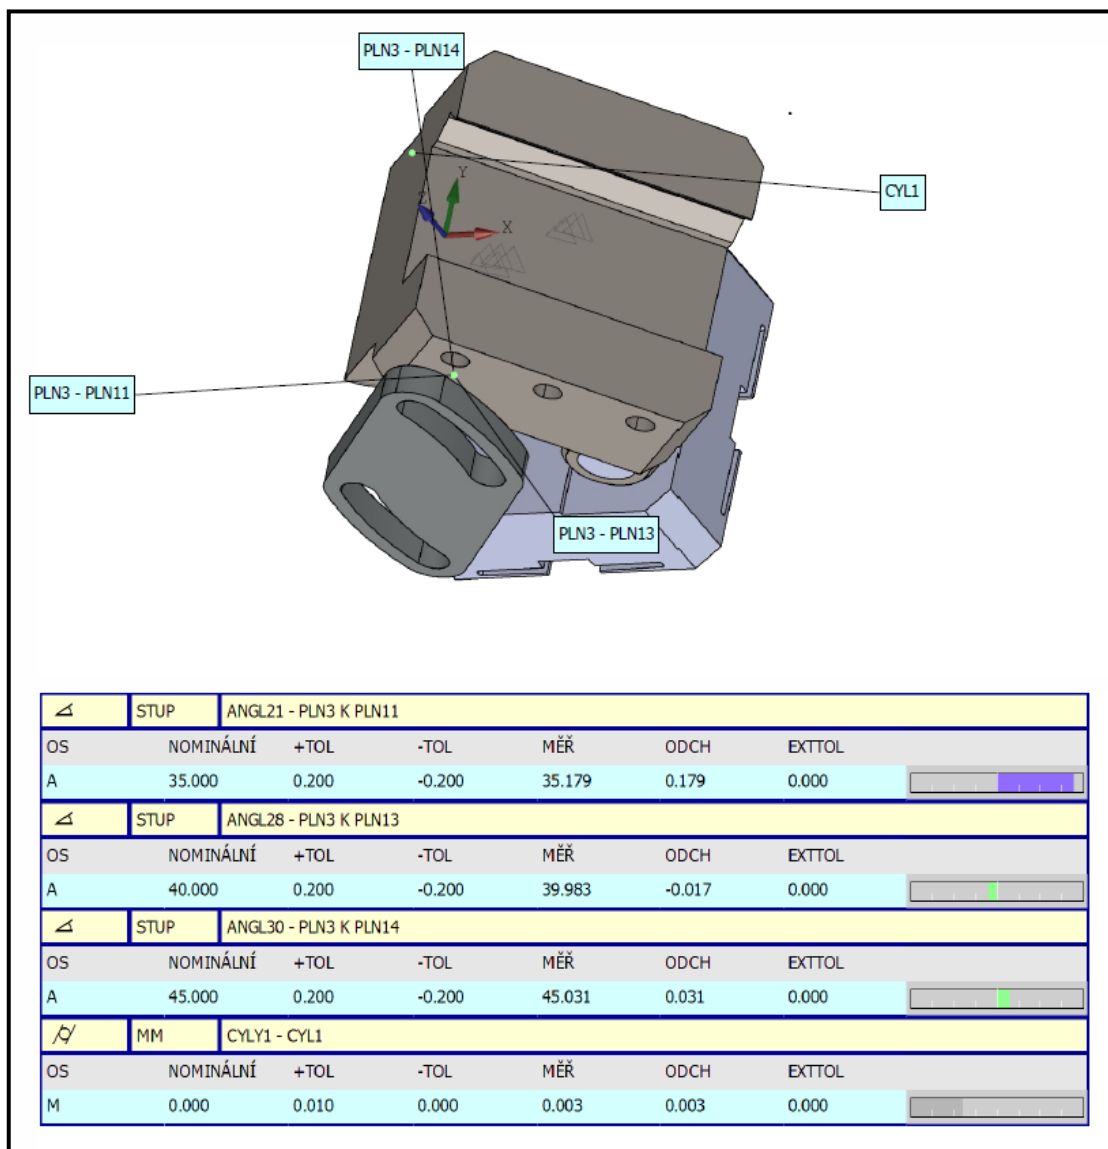 PLN3 - PLN14
CYL1
Y
Z
X
PLN3 - PLN11
PLN3 - PLN13
STUP ANGL21 - PLN3 K PLN11
OS NOMINÁLNÍ +TOL -TOL MĚŘ ODCH EXTTOL
A 35.000 0.200 -0.200 35.179 0.179 0.000
STUP ANGL28 - PLN3 K PLN13
OS NOMINÁLNÍ +TOL -TOL MĚŘ ODCH EXTTOL
A 40.000 0.200 -0.200 39.983 -0.017 0.000
STUP ANGL30 - PLN3 K PLN14
OS NOMINÁLNÍ +TOL -TOL MĚŘ ODCH EXTTOL
A 45.000 0.200 -0.200 45.031 0.031 0.000
MM CYLY1 - CYL1
OS NOMINÁLNÍ +TOL -TOL MĚŘ ODCH EXTTOL
M 0.000 0.010 0.000 0.003 0.003 0.000